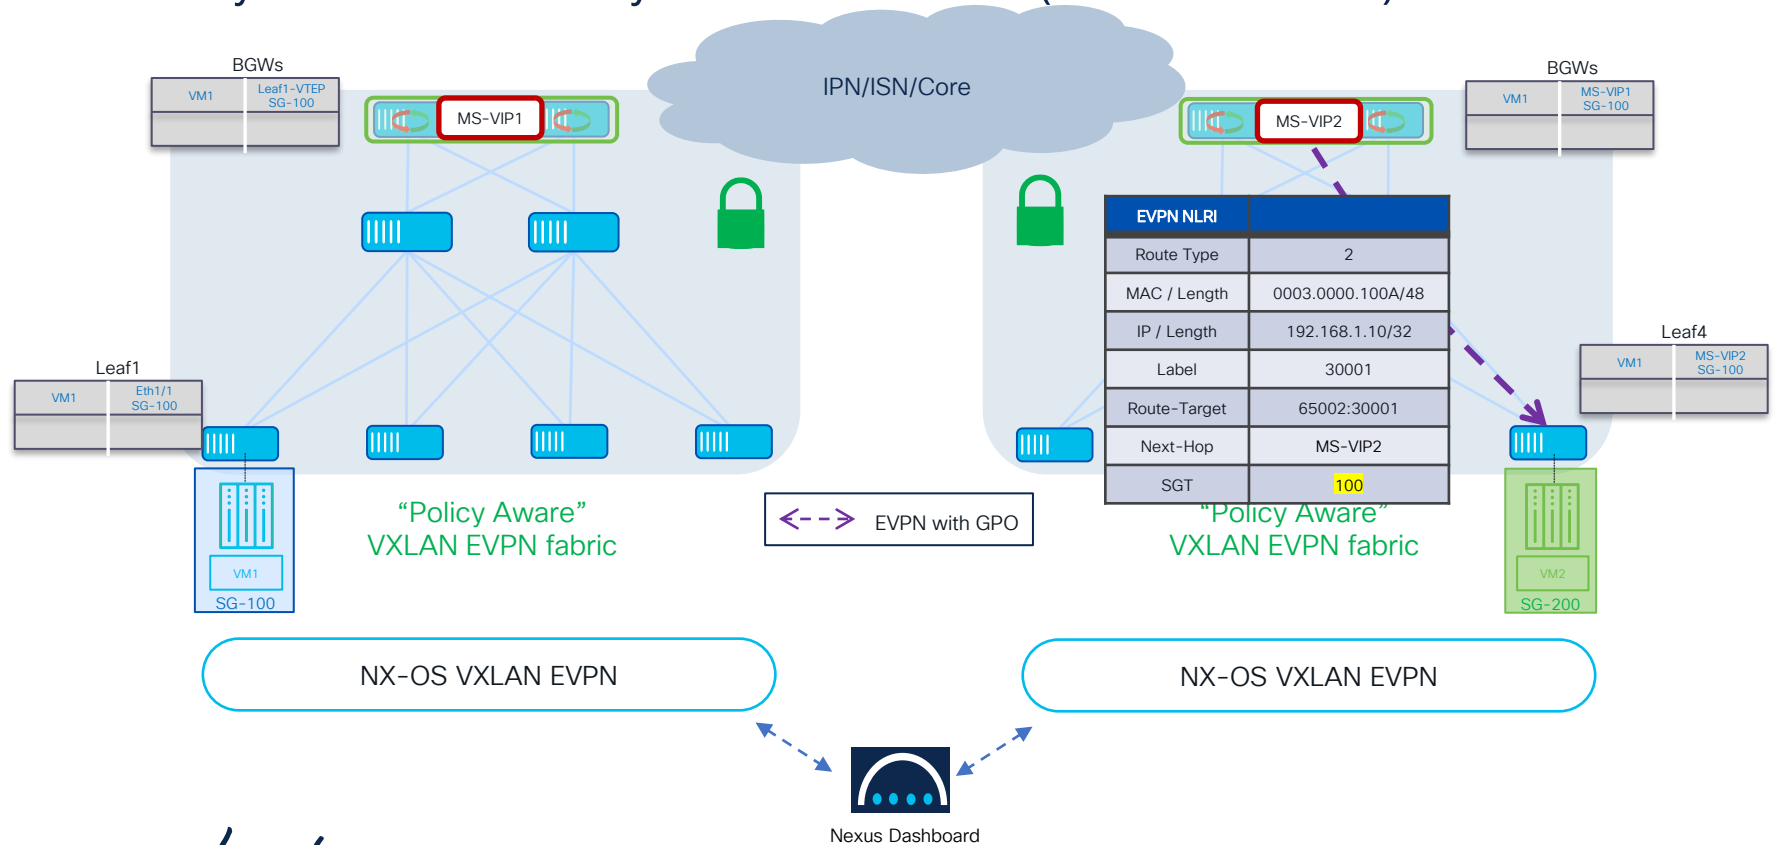 BGWs
VM1
Leaf1-VTEP
SG-100
MS-VIP1
IPN/ISN/Core
MS-VIP2
BGWs
VM1
MS-VIP1
SG-100
EVPN NLRI
Route Type 2
MAC / Length 0003.0000.100A/48
IP / Length 192.168.1.10/32
Label 30001
Route-Target 65002:30001
Next-Hop MS-VIP2
SGT 100
Leaf1
VM1
Eth1/1
SG-100
Leaf4
VM1
MS-VIP2
SG-100
VM1
SG-100
"Policy Aware"
VXLAN EVPN fabric
EVPN with GPO
"Policy Aware"
VXLAN EVPN fabric
VM2
SG-200
NX-OS VXLAN EVPN
NX-OS VXLAN EVPN
Nexus Dashboard